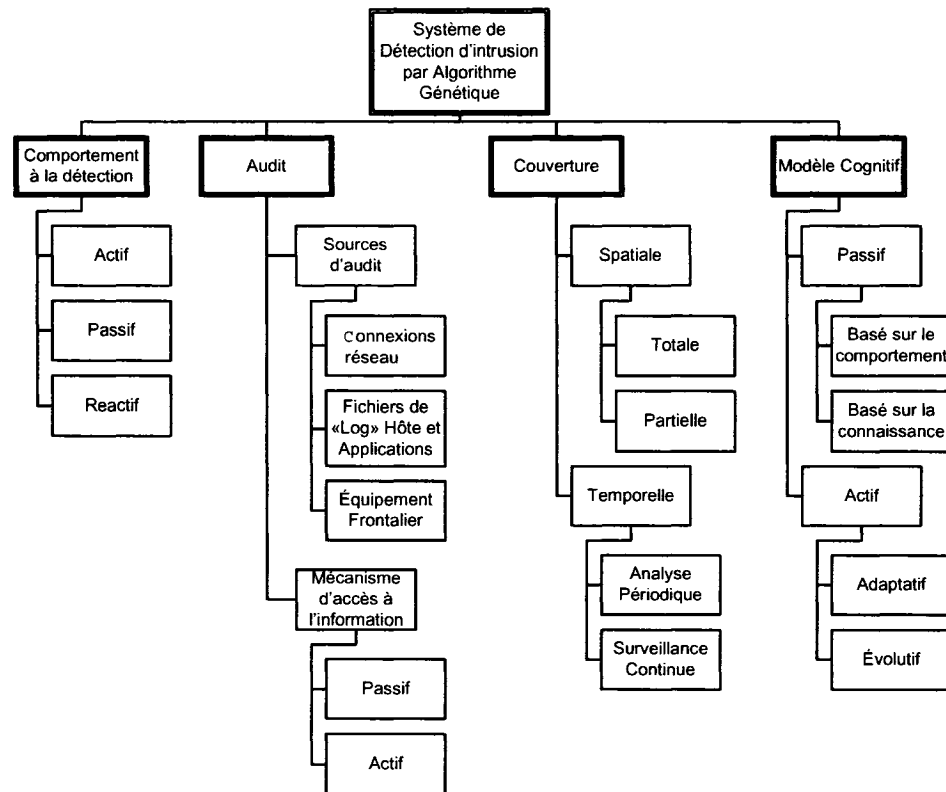 Système de
Détection d'intrusion
par Algorithme
Génétique
Comportement
à la détection
Actif
Passif
Reactif
Audit
Sources
d'audit
Connexions
réseau
Fichiers de
«Log» Hôte et
Applications
Équipement
Frontalier
Mécanisme
d'accès à
l'information
Passif
Actif
Couverture
Spatiale
Totale
Partielle
Temporelle
Analyse
Périodique
Surveillance
Continue
Modèle Cognitif
Passif
Basé sur le
comportement
Basé sur la
connaissance
Actif
Adaptatif
Évolutif